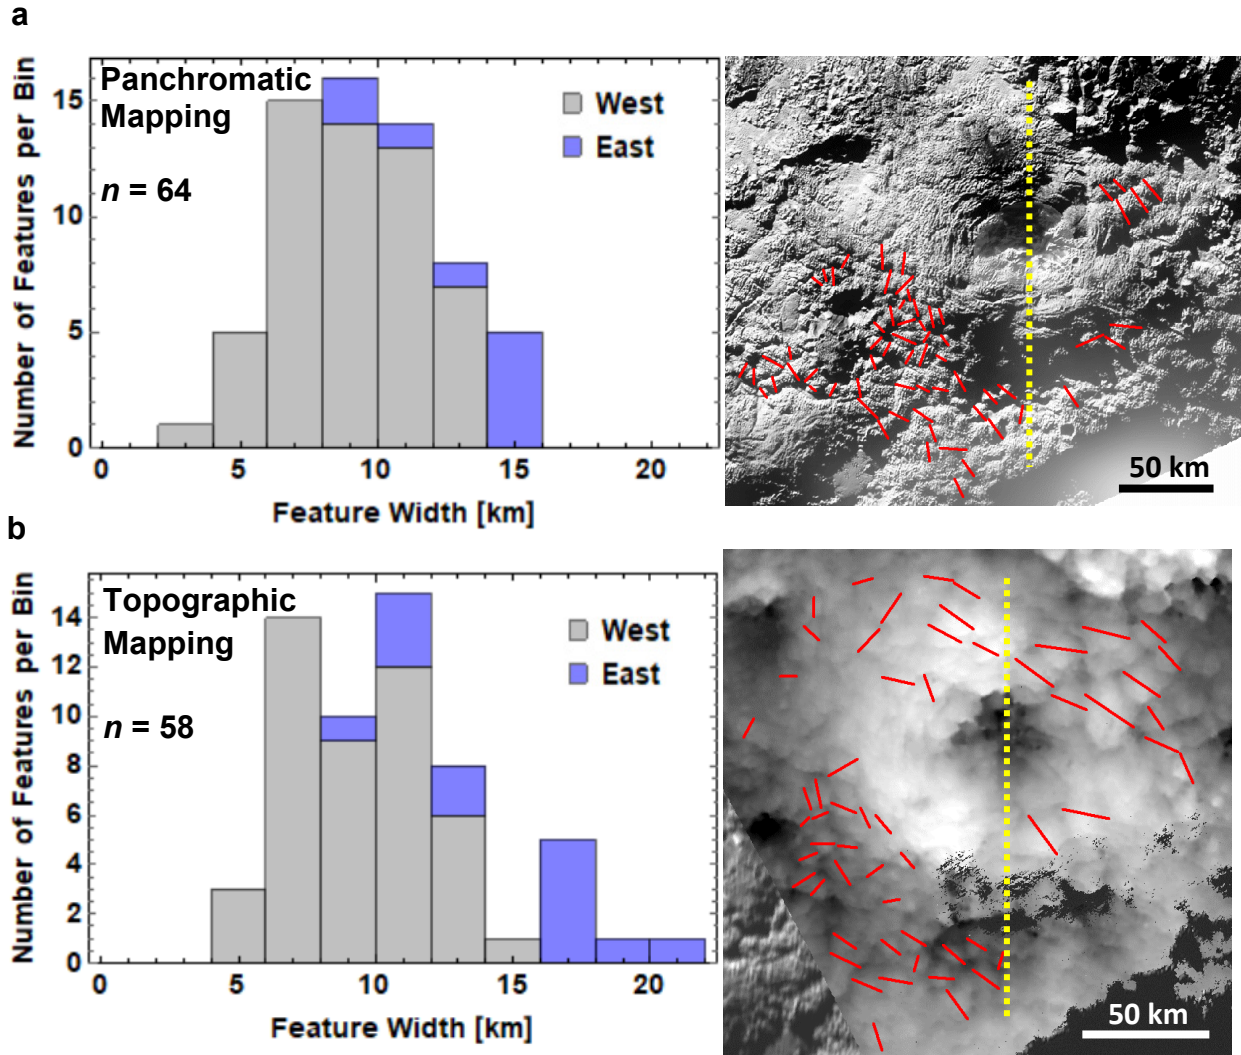 a
Number of Features per Bin
15
10
5
0
Panchromatic
Mapping
n = 64
West
East
0 5 10 15 20
Feature Width [km]
50 km
b
Number of Features per Bin
14
12
10
8
6
4
2
0
Topographic
Mapping
n = 58
West
East
0 5 10 15 20
Feature Width [km]
50 km